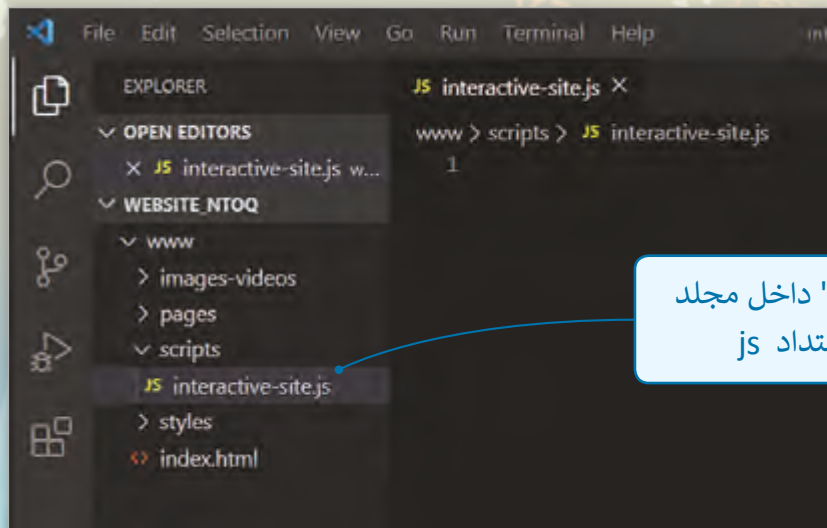 File Edit Selection View Go Run Terminal Help
EXPLORER
OPEN EDITORS
JS interactive-site.js w...
WEBSITE_NTOQ
www
images-videos
pages
scripts
JS interactive-site.js
styles
index.html
JS interactive-site.js
www > scripts > JS interactive-site.js
1
" داخل مجلد
js